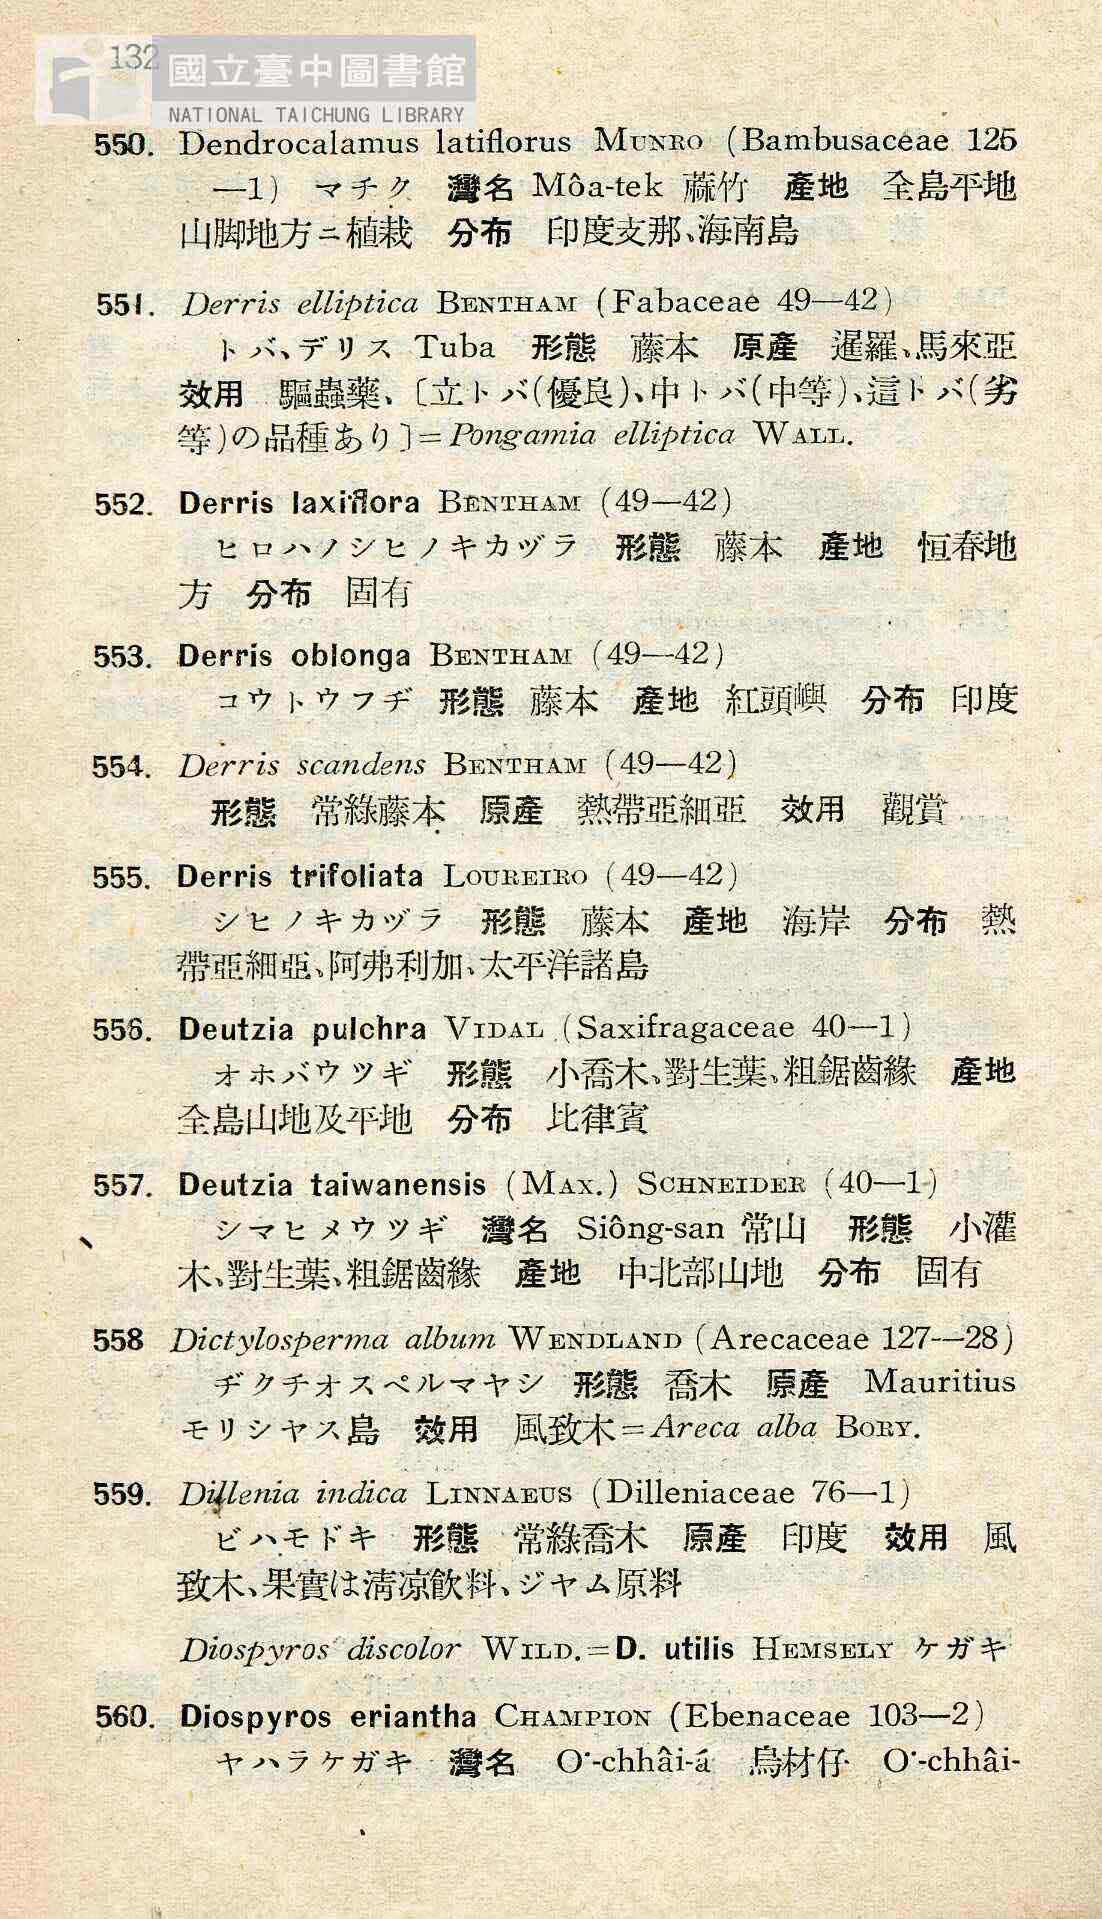 132
國立臺中圖書館
NATIONAL TAICHUNG LIBRARY
550. Dendrocalamus latiflorus MUNRO (Bambusaceae 125
—1) マチク 灣名 Môa-tek 蔴竹 產地 全島平地
山脚地方ニ植栽 分布 印度支那、海南島
551. Derris elliptica BENTHAM (Fabaceae 49—42)
トバ、デリス Tuba 形態 藤本 原產 暹羅、馬來亞
效用 驅蟲藥、〔立トバ(優良)、中トバ(中等)、這トバ(劣
等)の品種あり〕=Pongamia elliptica WALL.
552. Derris laxiflora BENTHAM (49—42)
ヒロハノシヒノキカヅラ 形態 藤本 產地 恒春地
方 分布 固有
553. Derris oblonga BENTHAM (49—42)
コウトウフヂ 形態 藤本 產地 紅頭嶼 分布 印度
554. Derris scandens BENTHAM (49—42)
形態 常綠藤本 原產 熱帶亞細亞 效用 觀賞
555. Derris trifoliata LOUREIRO (49—42)
シヒノキカヅラ 形態 藤本 產地 海岸 分布 熱
帶亞細亞、阿弗利加、太平洋諸島
556. Deutzia pulchra VIDAL (Saxifragaceae 40—1)
オホバウツギ 形態 小喬木、對生葉、粗鋸齒緣 產地
全島山地及平地 分布 比律賓
557. Deutzia taiwanensis (MAX.) SCHNEIDER (40—1)
シマヒメウツギ 灣名 Siông-san 常山 形態 小灌
木、對生葉、粗鋸齒緣 產地 中北部山地 分布 固有
558 Dictylosperma album WENDLAND (Arecaceae 127—28)
ヂクチオスペルマヤシ 形態 喬木 原產 Mauritius
モリシヤス島 效用 風致木=Areca alba BORY.
559. Dillenia indica LINNAEUS (Dilleniaceae 76—1)
ビハモドキ 形態 常綠喬木 原產 印度 效用 風
致木、果實は淸凉飮料、ジヤム原料
Diospyros discolor WILD.=D. utilis HEMSELY ケガキ
560. Diospyros eriantha CHAMPION (Ebenaceae 103—2)
ヤハラケガキ 灣名 O·-chhâi-á 烏材仔 O·-chhâi-